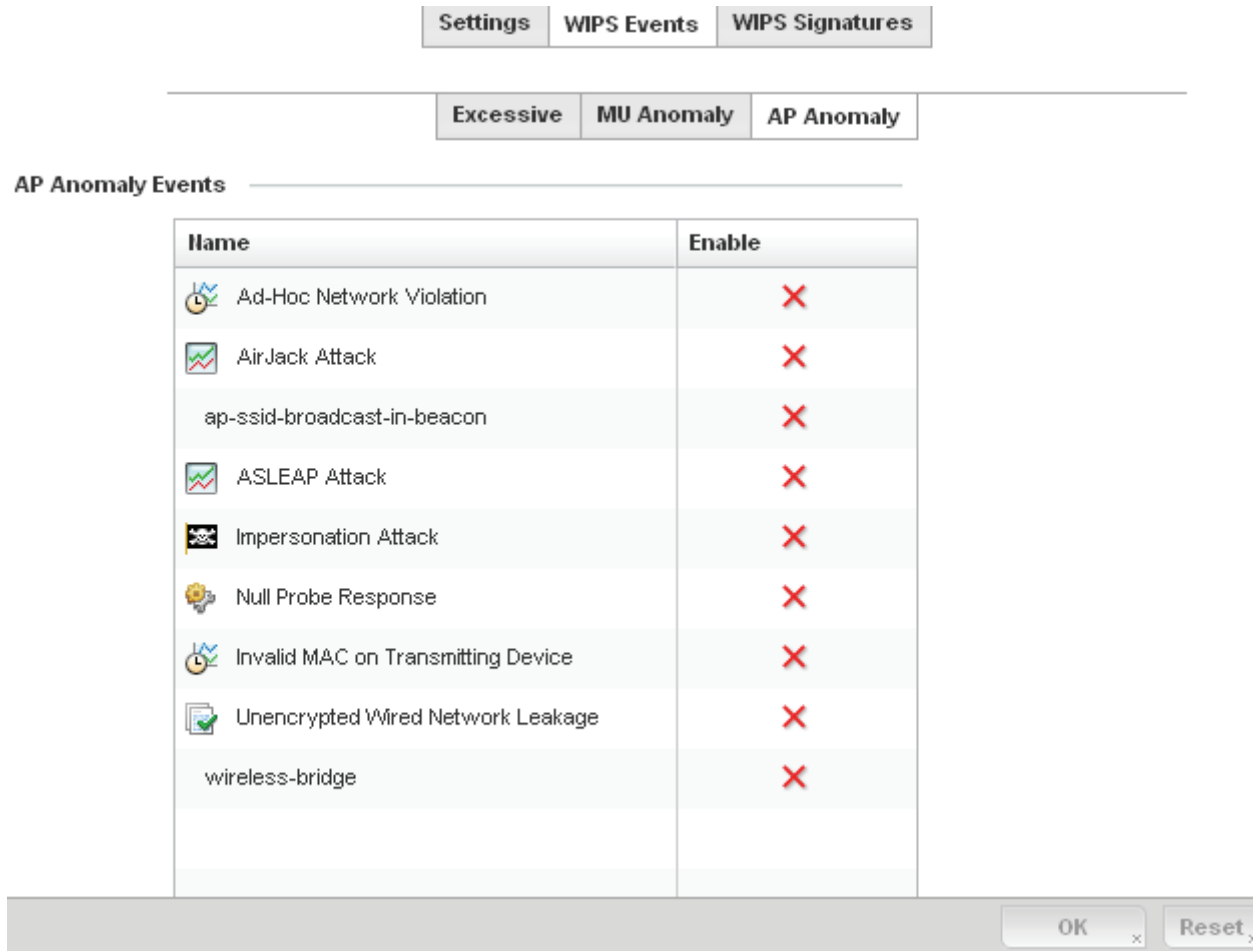 Settings WIPS Events WIPS Signatures
Excessive MU Anomaly AP Anomaly
AP Anomaly Events
Name Enable
Ad-Hoc Network Violation
AirJack Attack
ap-ssid-broadcast-in-beacon
ASLEAP Attack
Impersonation Attack
Null Probe Response
Invalid MAC on Transmitting Device
Unencrypted Wired Network Leakage
wireless-bridge
OK Reset